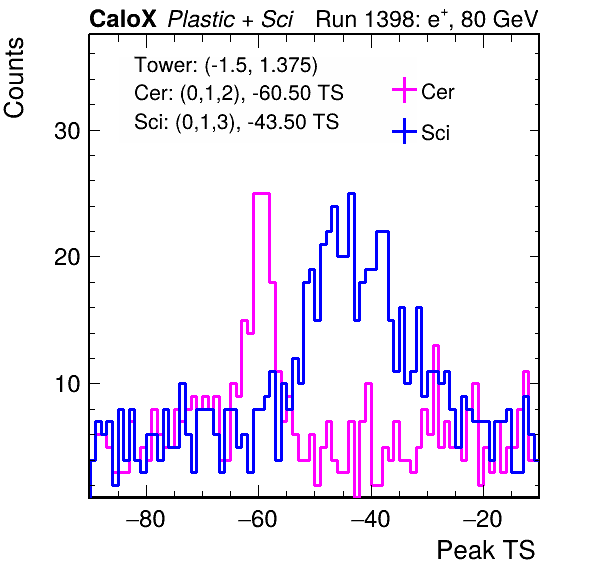 CaloX Plastic + Sci Run 1398: e⁺, 80 GeV
Counts
Tower: (-1.5, 1.375)
Cer: (0,1,2), -60.50 TS
Sci: (0,1,3), -43.50 TS
Cer
Sci
30
20
10
−80 −60 −40 −20
Peak TS